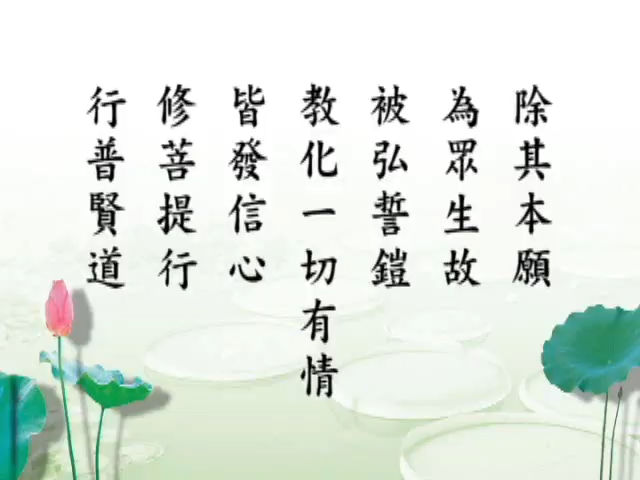 除其本願
為眾生故
被弘誓鎧
教化一切有情
皆發信心
修菩提行
行普賢道